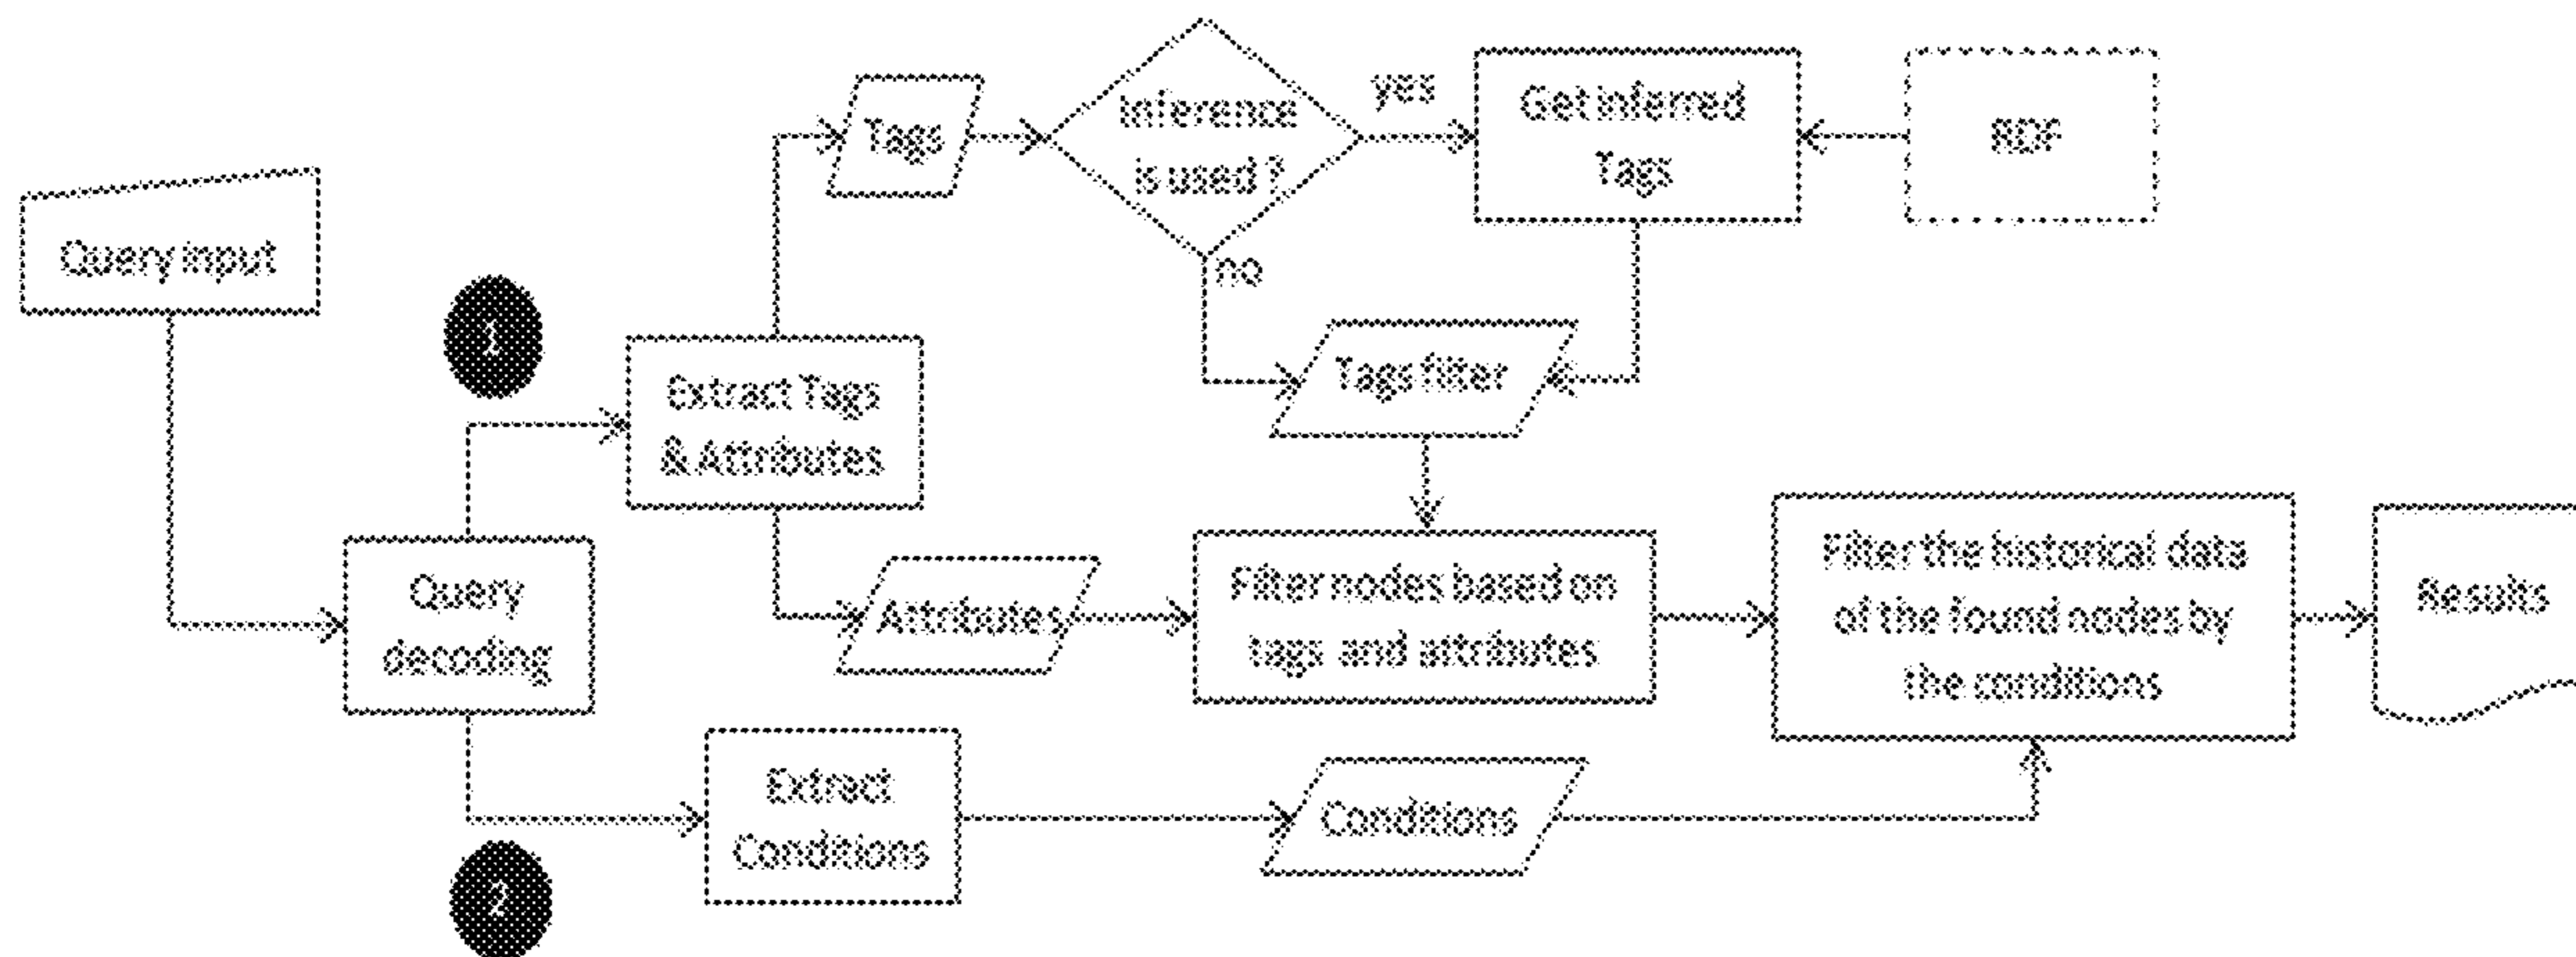 Query input
1
Query
decoding
2
Extract Tags
& Attributes
Tags
Inference
is used ?
yes
no
Get inferred
Tags
RDF
Tags filter
Attributes
Filter nodes based on
tags and attributes
Extract
Conditions
Conditions
Filter the historical data
of the found nodes by
the conditions
Results